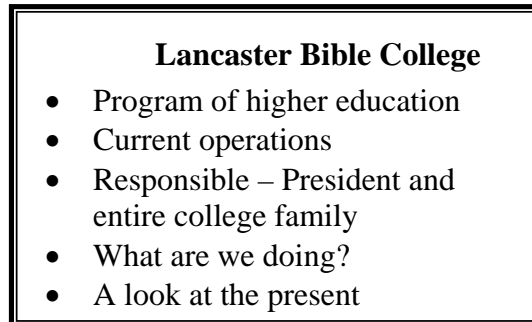 Lancaster Bible College
• Program of higher education
• Current operations
• Responsible – President and
entire college family
• What are we doing?
• A look at the present